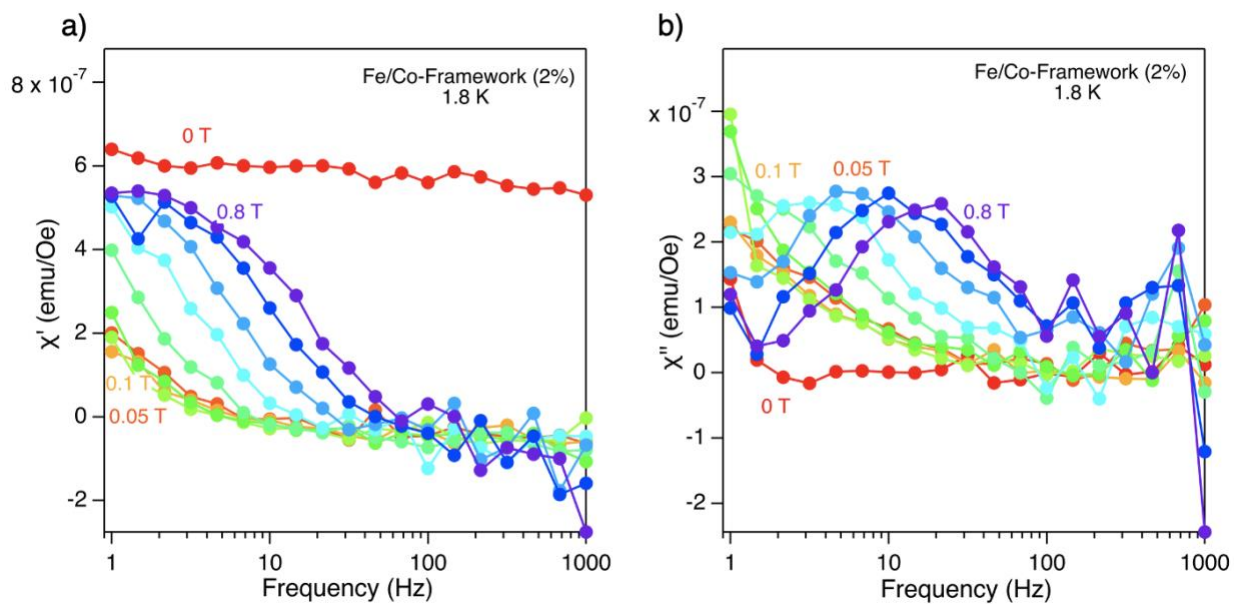 a)
Fe/Co-Framework (2%)
1.8 K
8 x 10⁻⁷
6
4
2
0
-2
χ' (emu/Oe)
0 T
0.8 T
0.1 T
0.05 T
1
10
100
1000
Frequency (Hz)
b)
Fe/Co-Framework (2%)
1.8 K
x 10⁻⁷
3
2
1
0
-1
-2
χ'' (emu/Oe)
0.1 T
0.05 T
0.8 T
0 T
1
10
100
1000
Frequency (Hz)